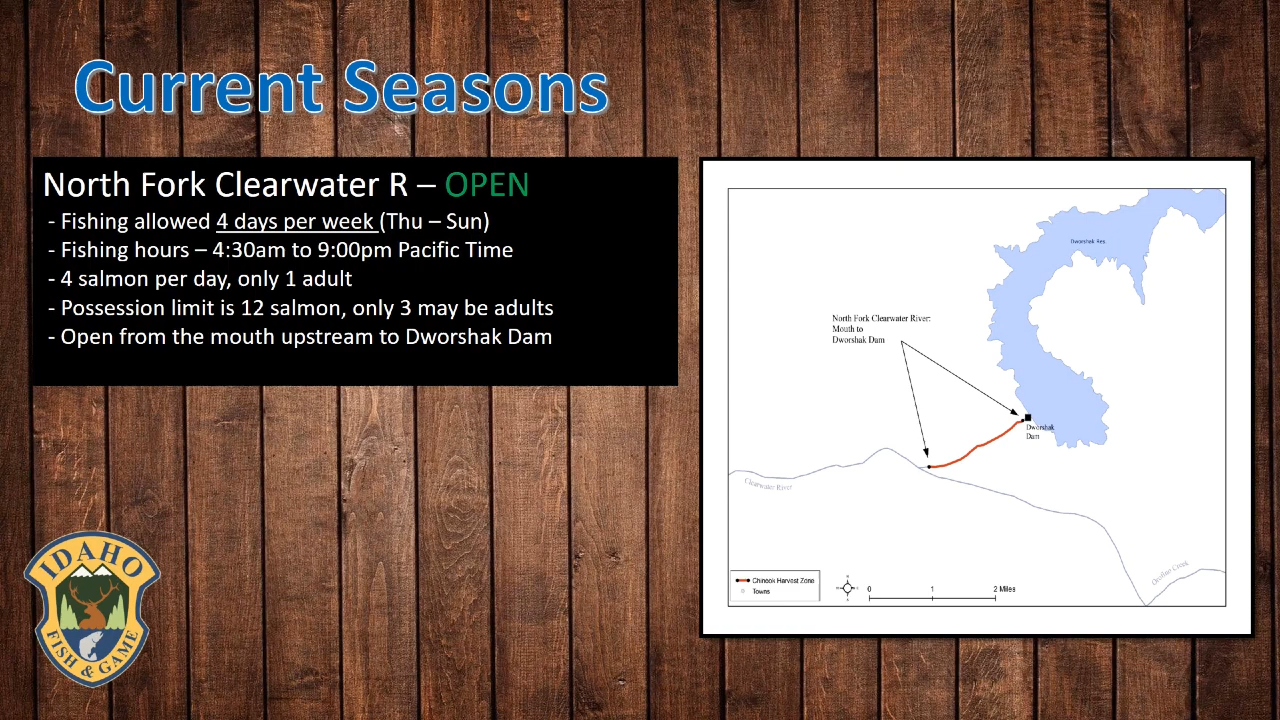 Current Seasons
North Fork Clearwater R – OPEN
- Fishing allowed 4 days per week (Thu – Sun)
- Fishing hours – 4:30am to 9:00pm Pacific Time
- 4 salmon per day, only 1 adult
- Possession limit is 12 salmon, only 3 may be adults
- Open from the mouth upstream to Dworshak Dam
Dworshak Res.
North Fork Clearwater River:
Mouth to
Dworshak Dam
Dworshak
Dam
Clearwater River
Chinook Harvest Zone
Towns
0 1 2 Miles
IDAHO
FISH & GAME